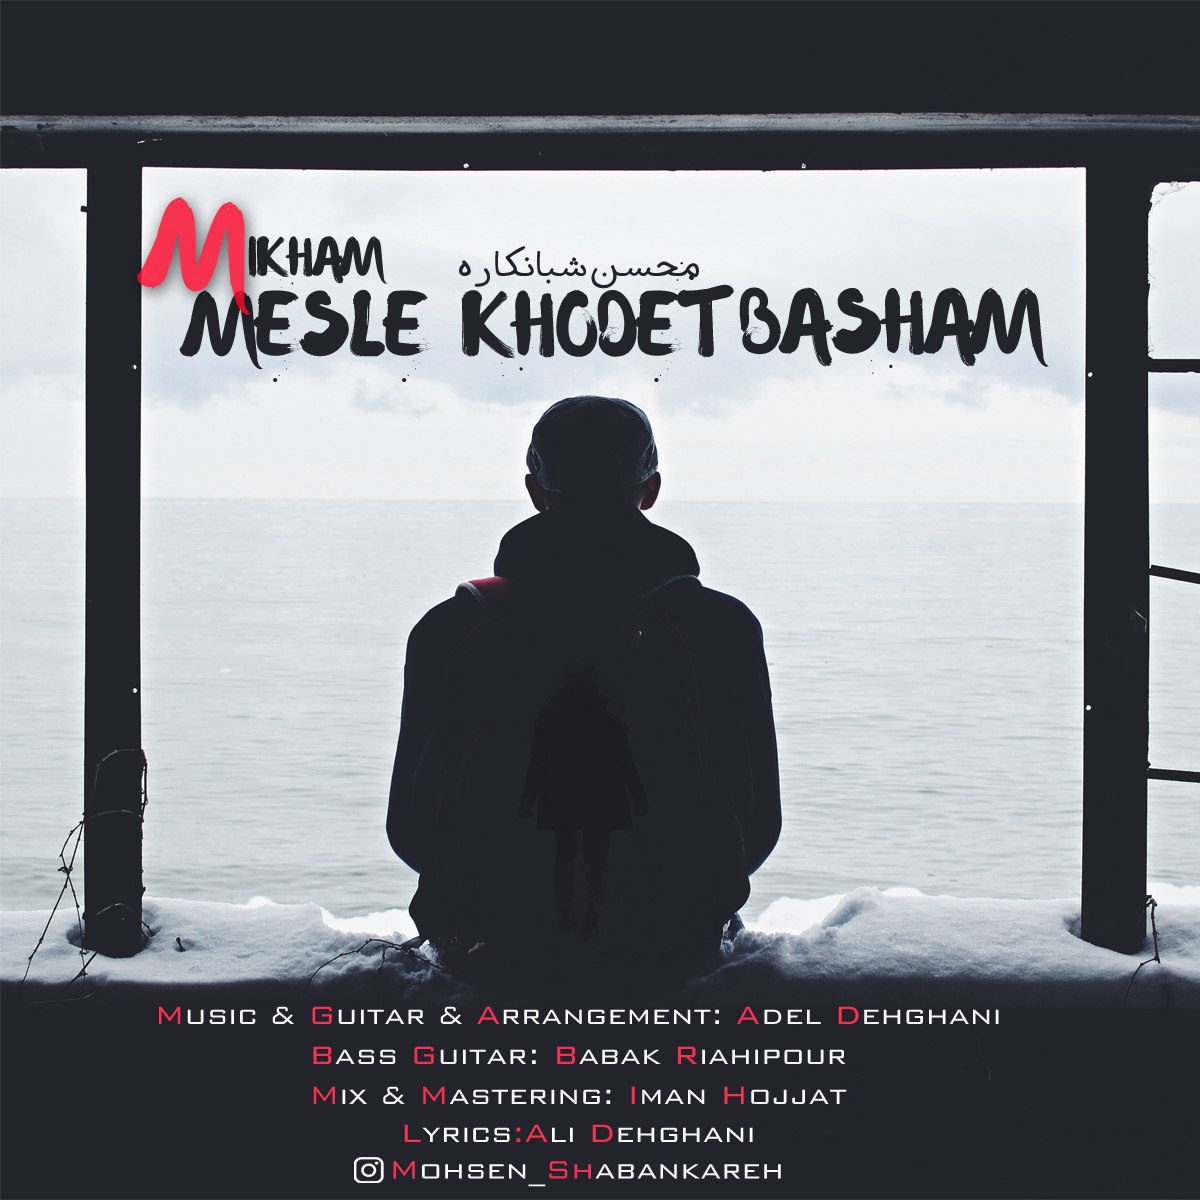 MIKHAM
محسن شبانکاره
MESLE KHODET BASHAM
MUSIC & GUITAR & ARRANGEMENT: ADEL DEHGHANI
BASS GUITAR: BABAK RIAHIPOUR
MIX & MASTERING: IMAN HOJJAT
LYRICS:ALI DEHGHANI
MOHSEN_SHABANKAREH